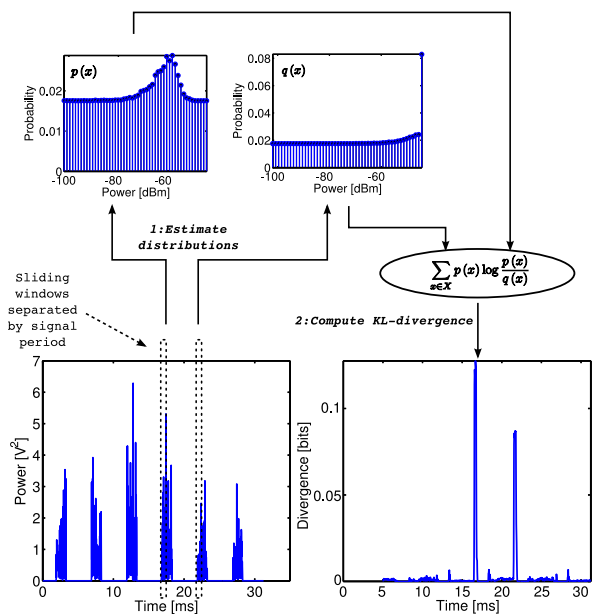 p(x)
0.02
0.01
0
Probability
-100
-80
-60
Power [dBm]
q(x)
0.08
0.06
0.04
0.02
0
Probability
-100
-80
-60
Power [dBm]
1:Estimate
distributions
∑ x∈X p(x) log p(x)/q(x)
Sliding
windows
separated
by signal
period
2:Compute KL-divergence
7
6
5
4
3
2
1
0
Power [V²]
0
10
20
30
Time [ms]
0.1
0.05
0
Divergence [bits]
0
5
10
15
20
25
30
Time [ms]